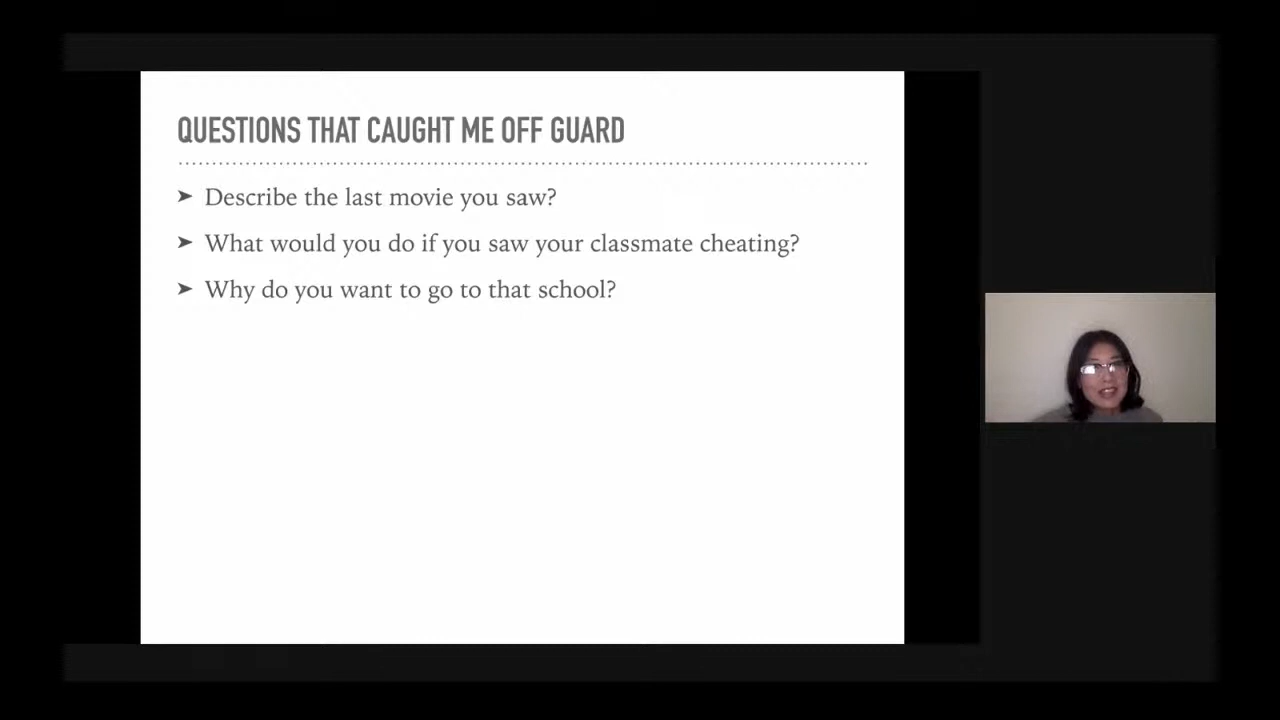 QUESTIONS THAT CAUGHT ME OFF GUARD
➤ Describe the last movie you saw?
➤ What would you do if you saw your classmate cheating?
➤ Why do you want to go to that school?